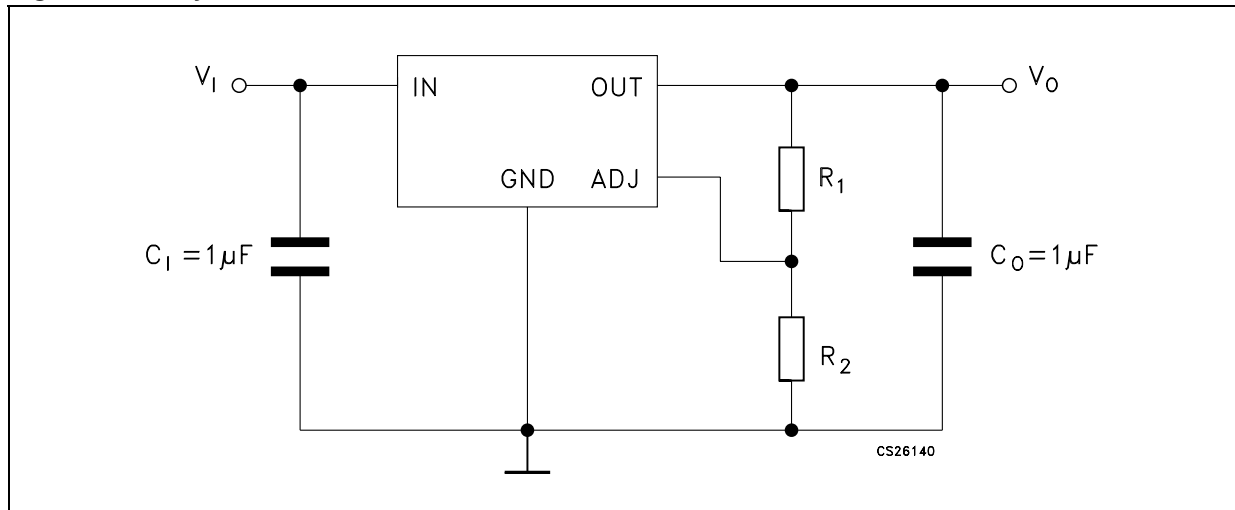 V_I
IN
OUT
V_O
GND
ADJ
R_1
C_I=1µF
C_O=1µF
R_2
CS26140